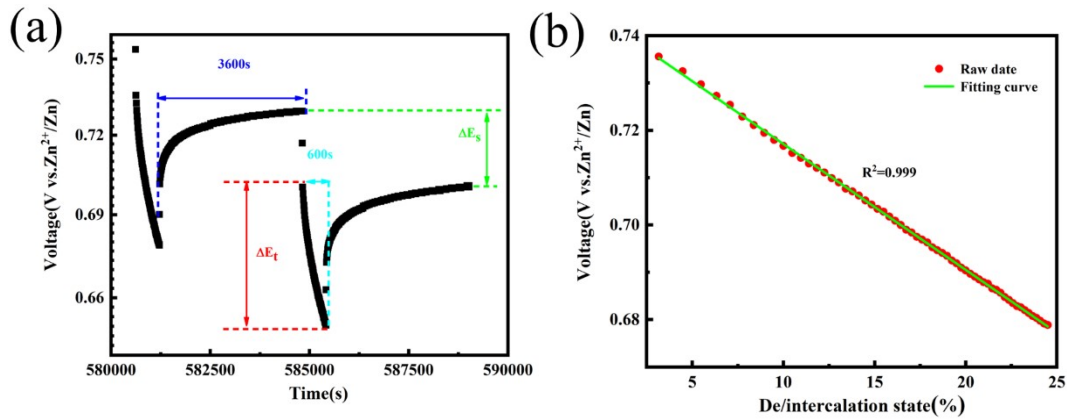 (a)
0.75
0.72
0.69
0.66
Voltage(V vs.Zn²⁺/Zn)
3600s
600s
ΔEₛ
ΔEₜ
580000 582500 585000 587500 590000
Time(s)
(b)
0.74
0.72
0.70
0.68
Voltage(V vs.Zn²⁺/Zn)
Raw date
Fitting curve
R²=0.999
5 10 15 20 25
De/intercalation state(%)